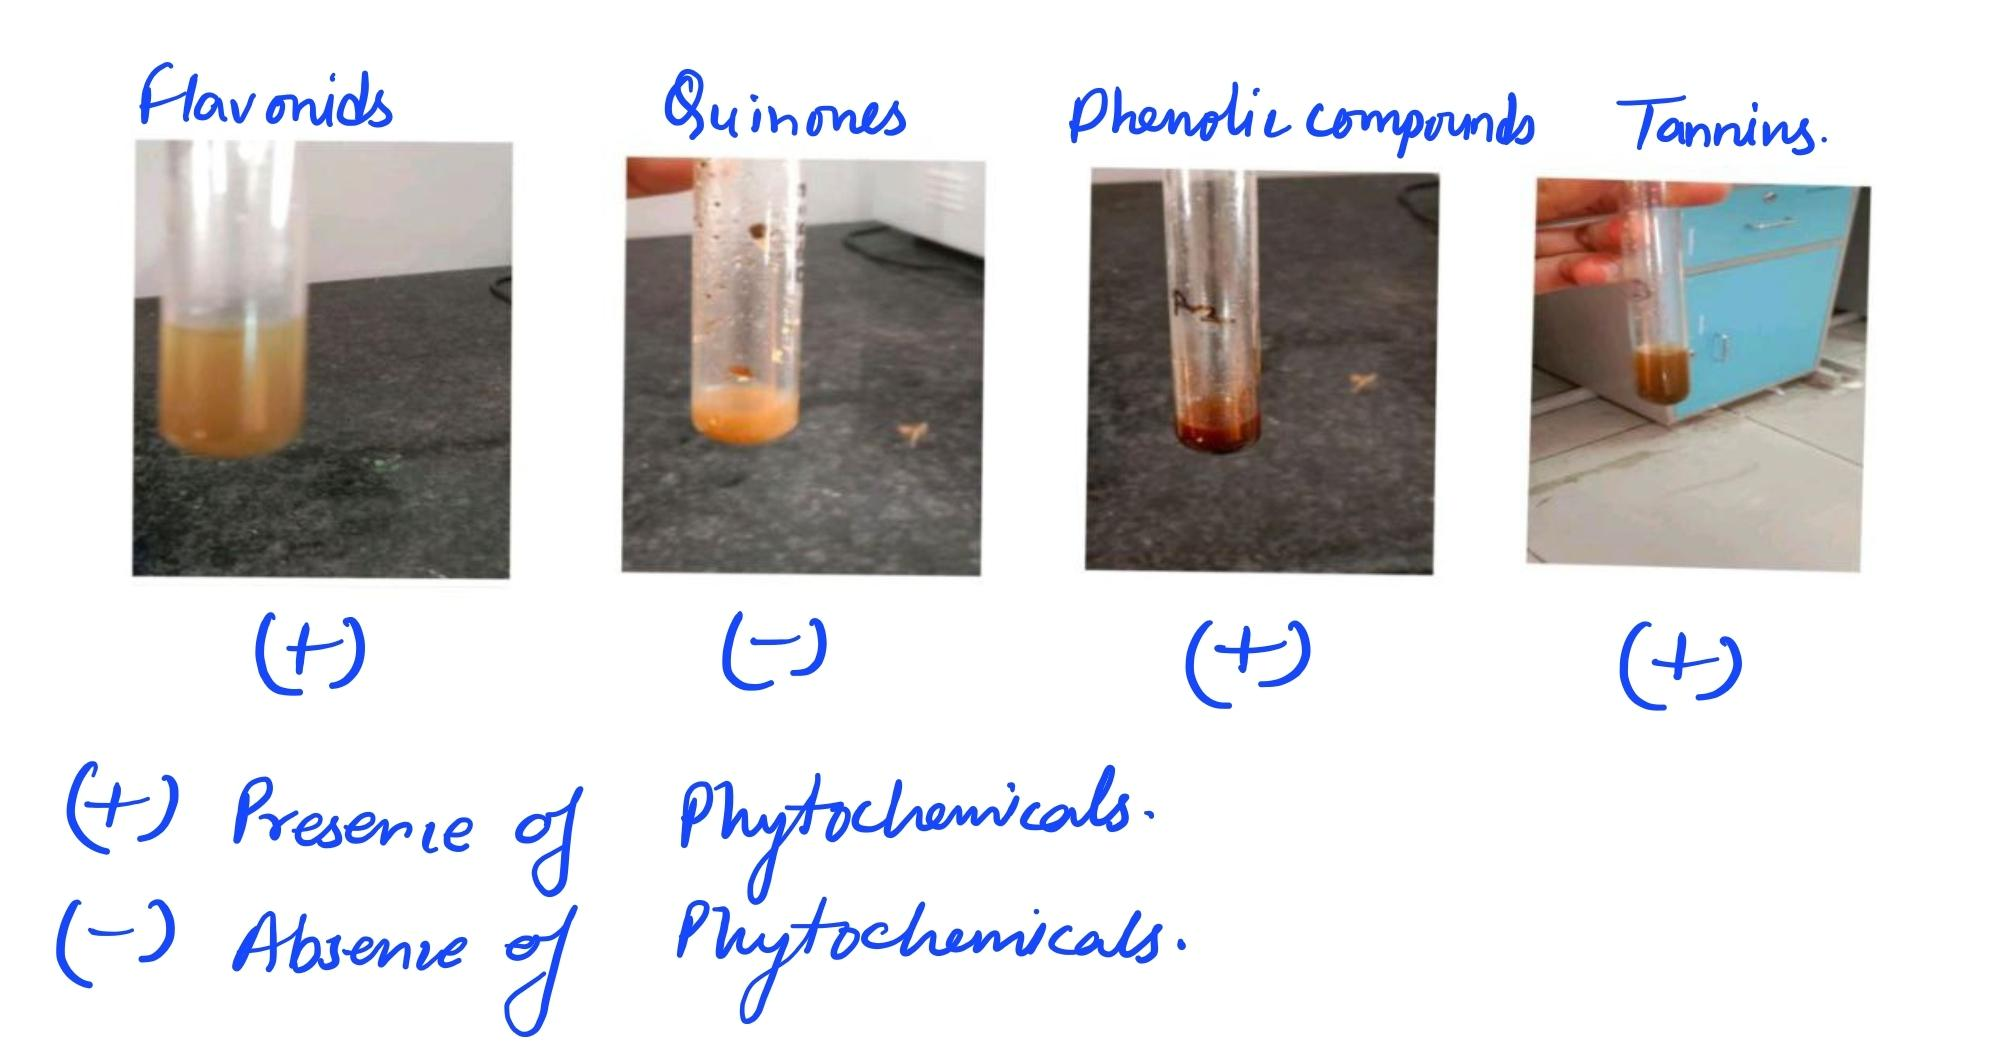 Flavonids Quinones Phenolic compounds Tannins.
(+) (-) (+) (+)
(+) Presence of Phytochemicals.
(-) Absence of Phytochemicals.